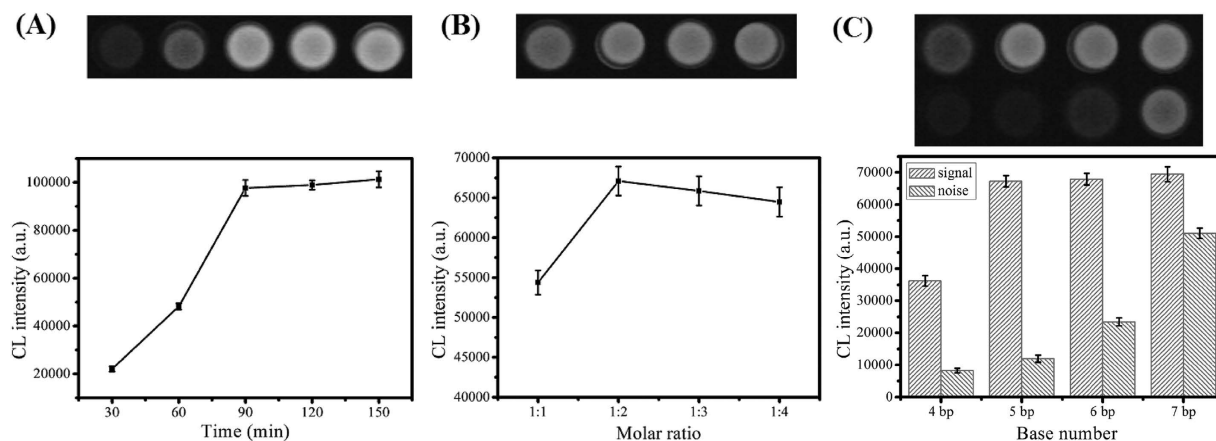 (A)
(B)
(C)
100000
80000
60000
40000
20000
CL intensity (a.u.)
30 60 90 120 150
Time (min)
70000
65000
60000
55000
50000
45000
40000
CL intensity (a.u.)
1:1 1:2 1:3 1:4
Molar ratio
70000
60000
50000
40000
30000
20000
10000
0
CL intensity (a.u.)
signal
noise
4 bp 5 bp 6 bp 7 bp
Base number